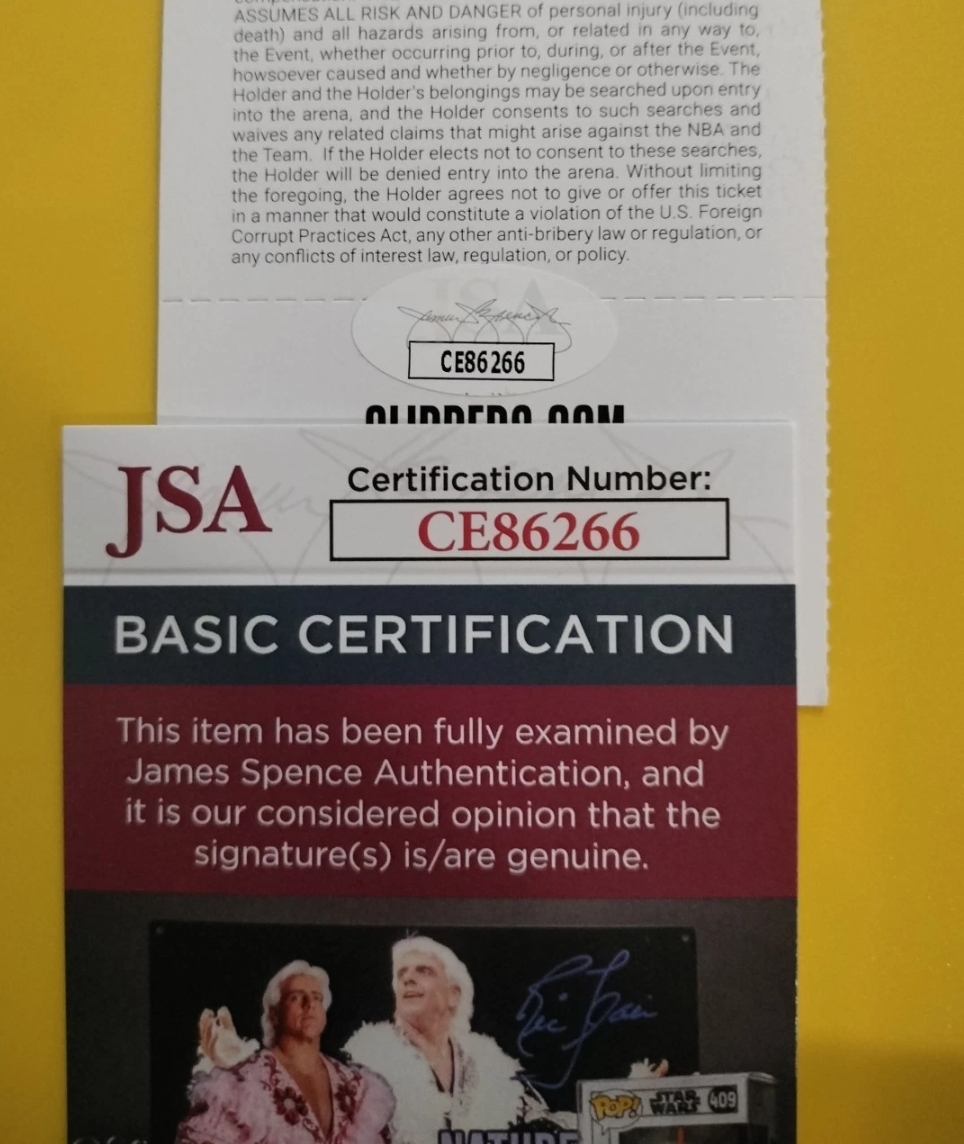 ASSUMES ALL RISK AND DANGER of personal injury (including
death) and all hazards arising from, or related in any way to,
the Event, whether occurring prior to, during, or after the Event,
howsoever caused and whether by negligence or otherwise. The
Holder and the Holder's belongings may be searched upon entry
into the arena, and the Holder consents to such searches and
waives any related claims that might arise against the NBA and
the Team. If the Holder elects not to consent to these searches,
the Holder will be denied entry into the arena. Without limiting
the foregoing, the Holder agrees not to give or offer this ticket
in a manner that would constitute a violation of the U.S. Foreign
Corrupt Practices Act, any other anti-bribery law or regulation, or
any conflicts of interest law, regulation, or policy.
JSA
CE86266
JSA
Certification Number:
CE86266
BASIC CERTIFICATION
This item has been fully examined by
James Spence Authentication, and
it is our considered opinion that the
signature(s) is/are genuine.
POP!
STAR
WARS
409
NATURE